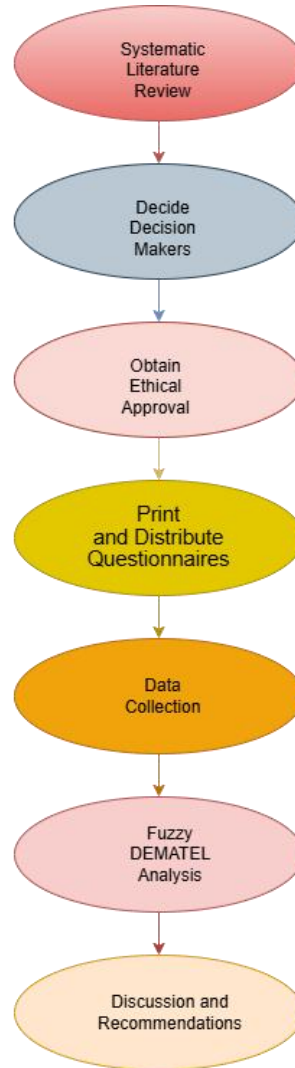 Systematic
Literature
Review
Decide
Decision
Makers
Obtain
Ethical
Approval
Print
and Distribute
Questionnaires
Data
Collection
Fuzzy
DEMATEL
Analysis
Discussion and
Recommendations